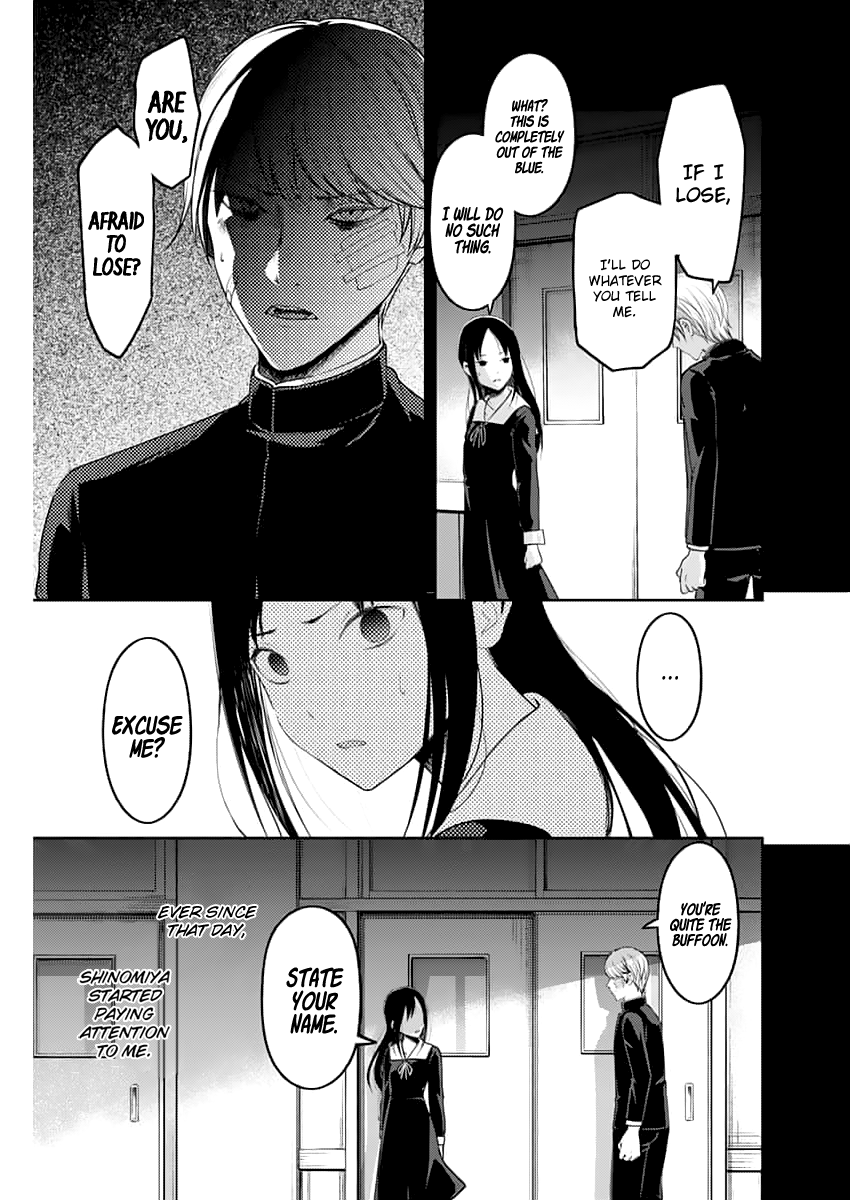 IF I
LOSE,
I'LL DO
WHATEVER
YOU TELL
ME.
WHAT?
THIS IS
COMPLETELY
OUT OF THE
BLUE.
I WILL DO
NO SUCH
THING.
ARE
YOU,
AFRAID
TO
LOSE?
...
EXCUSE
ME?
YOU'RE
QUITE THE
BUFFOON.
STATE
YOUR
NAME.
EVER SINCE
THAT DAY,
SHINOMIYA
STARTED
PAYING
ATTENTION
TO ME.